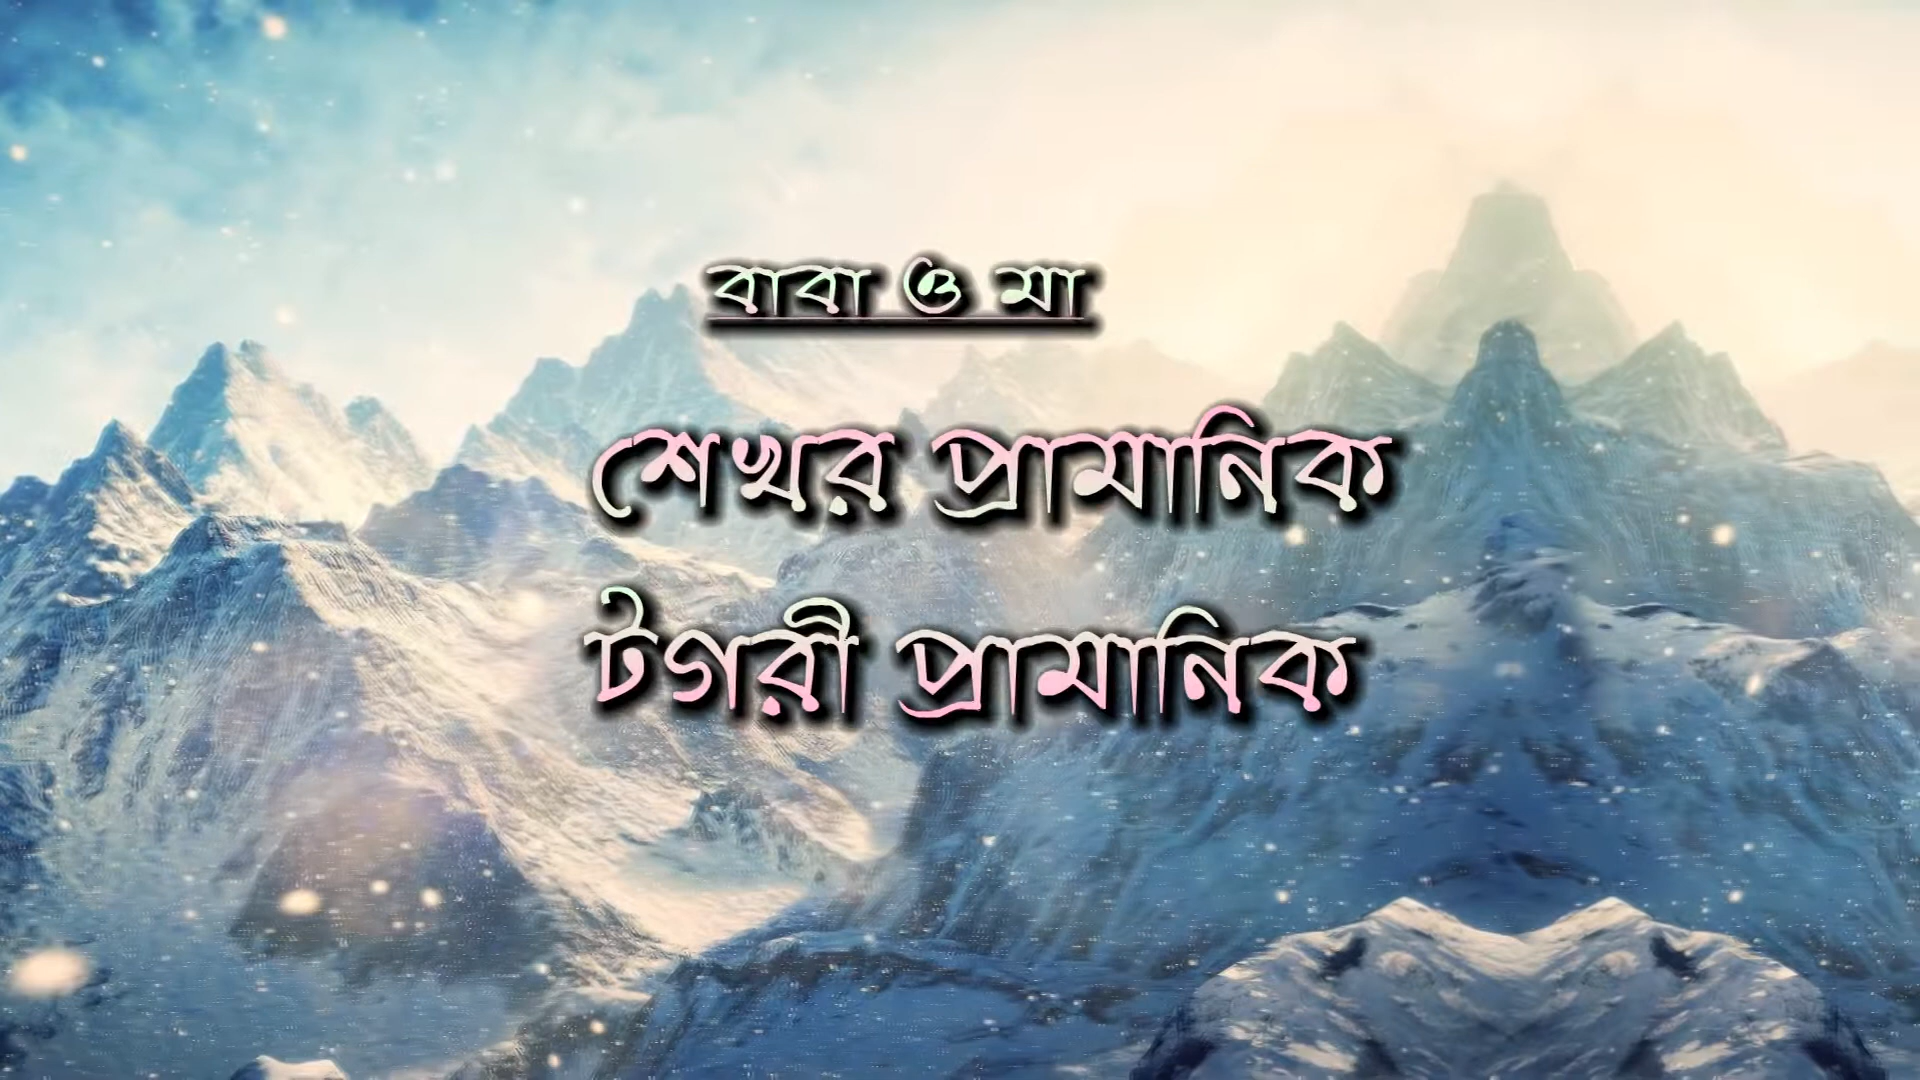 বাবা ও মা
শেখর প্রামানিক
টগরী প্রামানিক